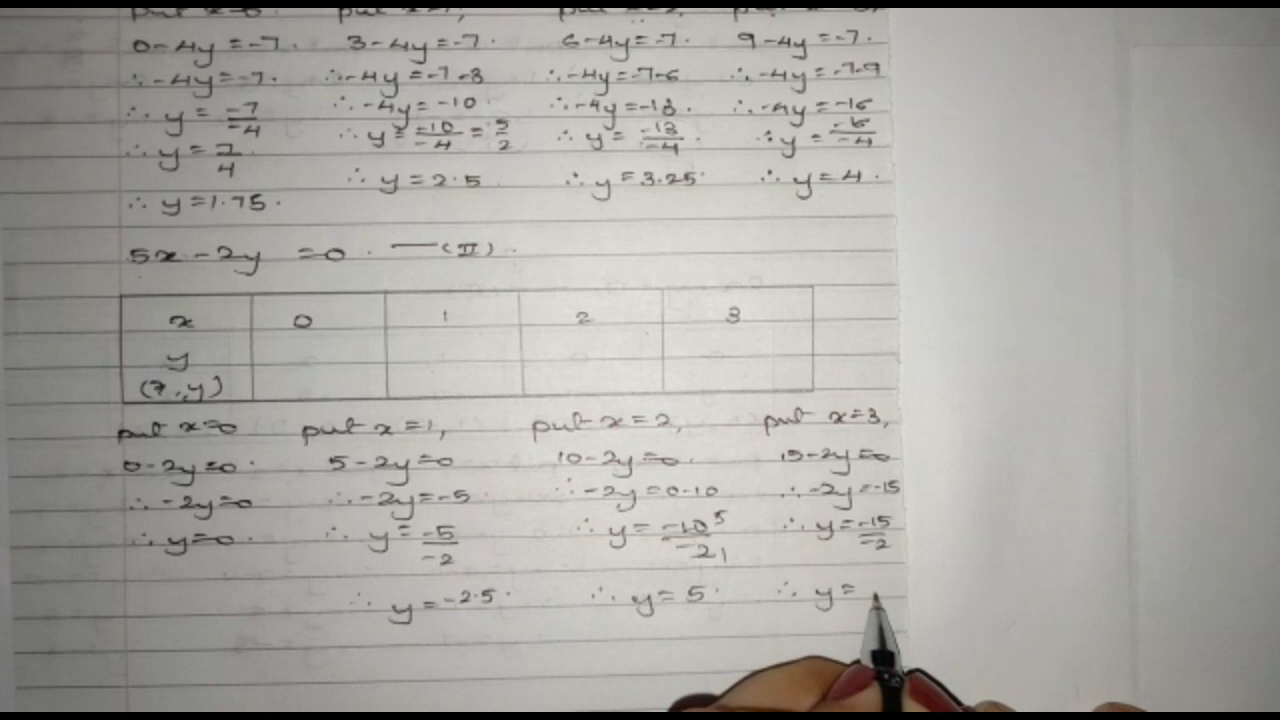 0-4y=-7. 3-4y=-7. 6-4y=-7. 9-4y=-7.
∴-4y=-7. ∴-4y=-7-3 ∴-4y=-7-6 ∴-4y=-7-9
∴ y = -7/-4 ∴-4y=-10 ∴-4y=-13. ∴-4y=-16
∴ y = 7/4 ∴ y = -10/-4 = 5/2 ∴ y = -13/-4. ∴ y = -16/-4
∴ y=1.75. ∴ y=2.5 ∴ y=3.25. ∴ y=4.
5x-2y =0. —(II).
x 0 1 2 3
y
(x,y)
put x=0 put x=1, put x=2, put x=3,
0-2y=0. 5-2y=0 10-2y=0. 15-2y=0
∴-2y=0 ∴-2y=-5. ∴-2y=0-10 ∴-2y=-15
∴ y=0. ∴ y = -5/-2 ∴ y = -10 5/-2 1 ∴ y = -15/-2
∴ y=-2.5. ∴ y=5. ∴ y=